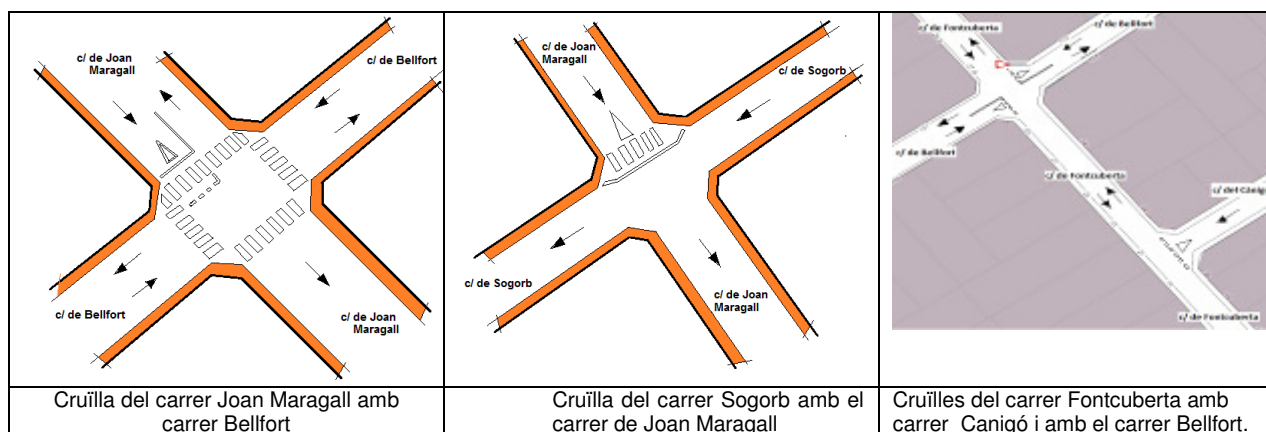 c/ de Joan
Maragall
c/ de Bellfort
c/ de Bellfort
c/ de Joan
Maragall
c/ de Joan
Maragall
c/ de Sogorb
c/ de Sogorb
c/ de Joan
Maragall
c/ de Fontcuberta
c/ de Bellfort
c/ de Bellfort
c/ de Fontcuberta
c/ del Canig
c/ de Fontcuberta
Cruïlla del carrer Joan Maragall amb
carrer Bellfort
Cruïlla del carrer Sogorb amb el
carrer de Joan Maragall
Cruïlles del carrer Fontcuberta amb
carrer Canigó i amb el carrer Bellfort.